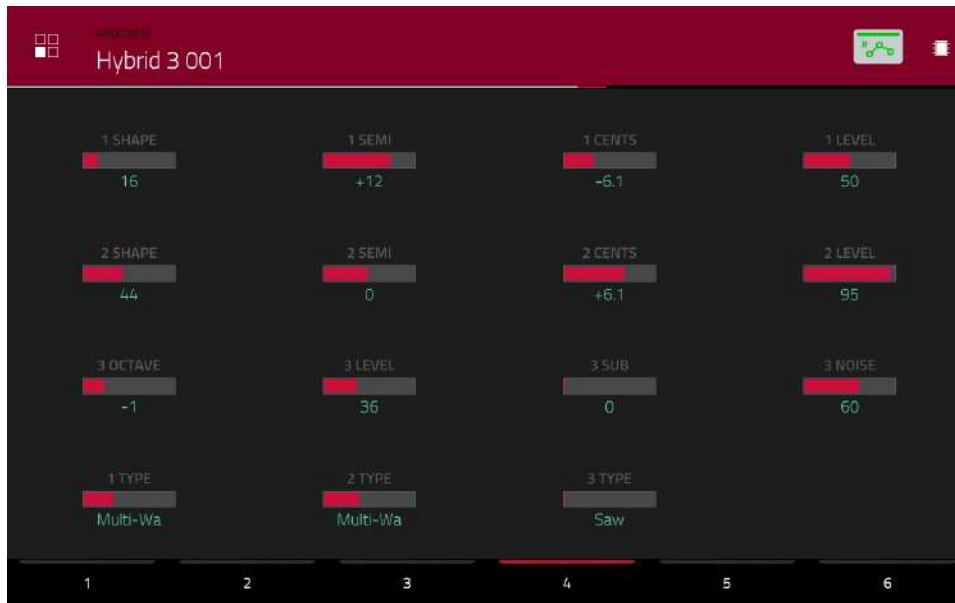 PROGRAM
Hybrid 3 001
1 SHAPE 1 SEMI 1 CENTS 1 LEVEL
16 +12 -6.1 50
2 SHAPE 2 SEMI 2 CENTS 2 LEVEL
44 0 +6.1 95
3 OCTAVE 3 LEVEL 3 SUB 3 NOISE
-1 36 0 60
1 TYPE 2 TYPE 3 TYPE
Multi-Wa Multi-Wa Saw
1 2 3 4 5 6